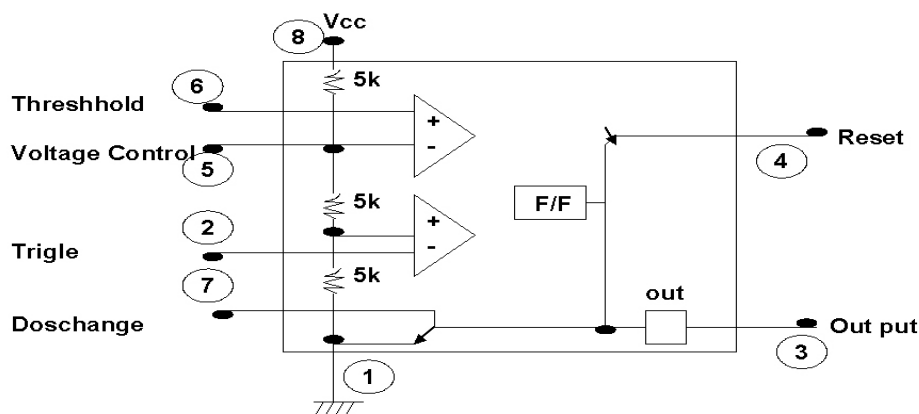 Vcc
8
5k
6
Threshhold
+
-
Reset
Voltage Control
5
4
5k
F/F
2
+
-
Trigle
5k
7
out
Doschange
Out put
3
1